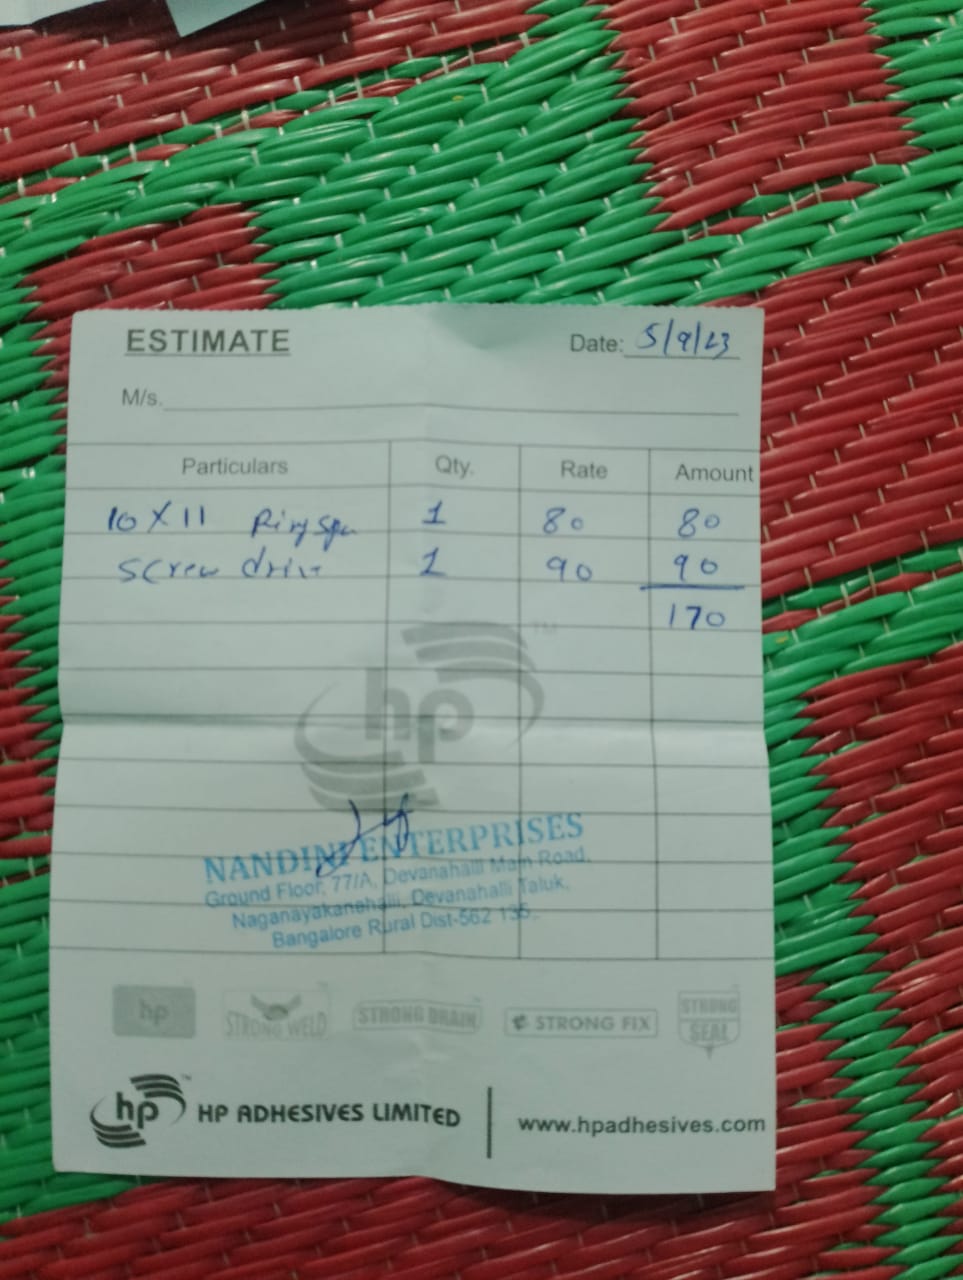 ESTIMATE Date: 5/9/23
M/s.
Particulars Qty. Rate Amount
10 X 11 Ring 1 80 80
Screw 1 90 90
170
hp
NANDINI ENTERPRISES
Ground Floor, 77/A, Devanahalli Main Road,
Naganayakanahalli, Devanahalli Taluk,
Bangalore Rural Dist-562 135.
hp STRONG WELD STRONG DRAIN STRONG FIX STRONG SEAL
hp HP ADHESIVES LIMITED www.hpadhesives.com